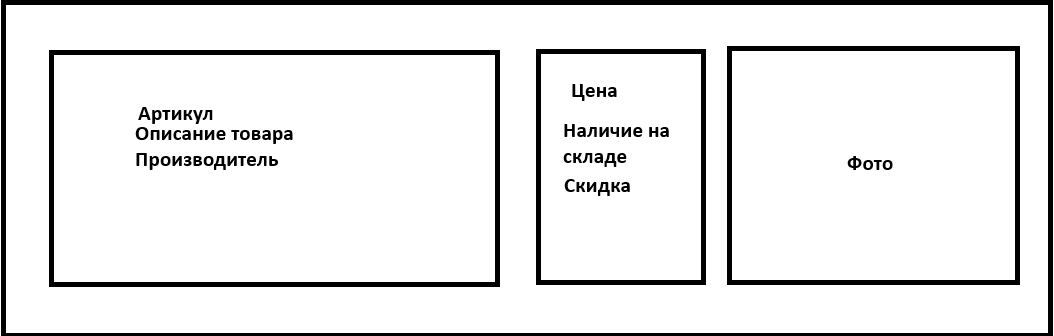 Артикул
Описание товара
Производитель
Цена
Наличие на
складе
Скидка
Фото